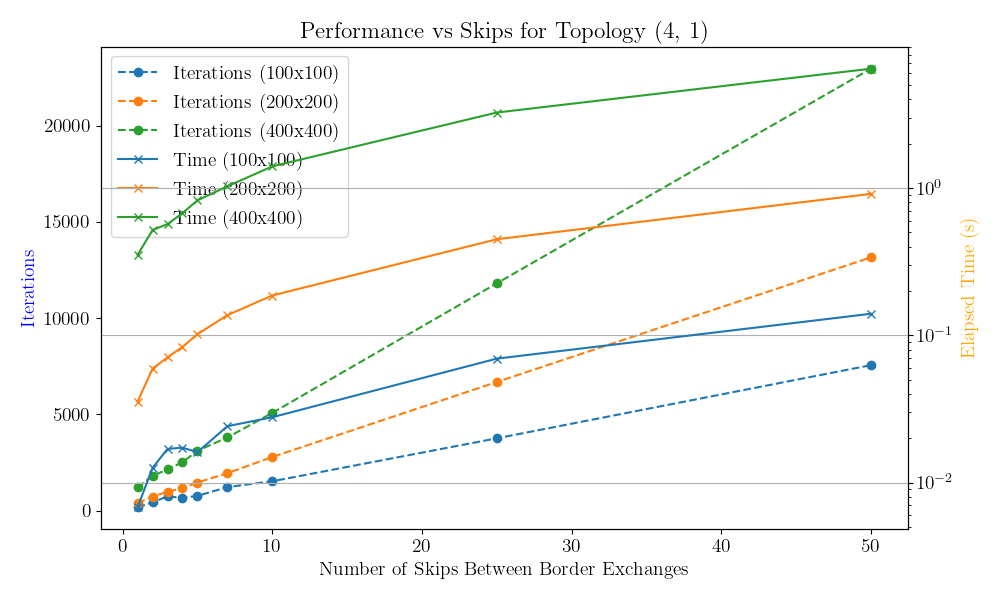 Performance vs Skips for Topology (4, 1)
Iterations (100x100)
Iterations (200x200)
Iterations (400x400)
Time (100x100)
Time (200x200)
Time (400x400)
20000
15000
10000
5000
0
Iterations
10⁰
10⁻¹
10⁻²
Elapsed Time (s)
0 10 20 30 40 50
Number of Skips Between Border Exchanges